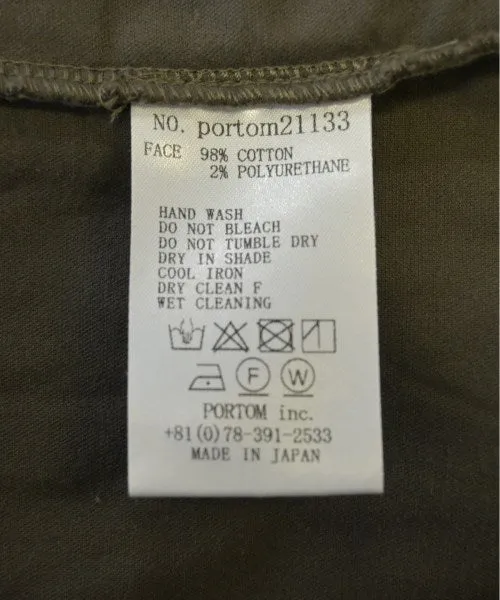 NO. portom21133
FACE 98% COTTON
2% POLYURETHANE
HAND WASH
DO NOT BLEACH
DO NOT TUMBLE DRY
DRY IN SHADE
COOL IRON
DRY CLEAN F
WET CLEANING
F W
PORTOM inc.
+81(0)78-391-2533
MADE IN JAPAN